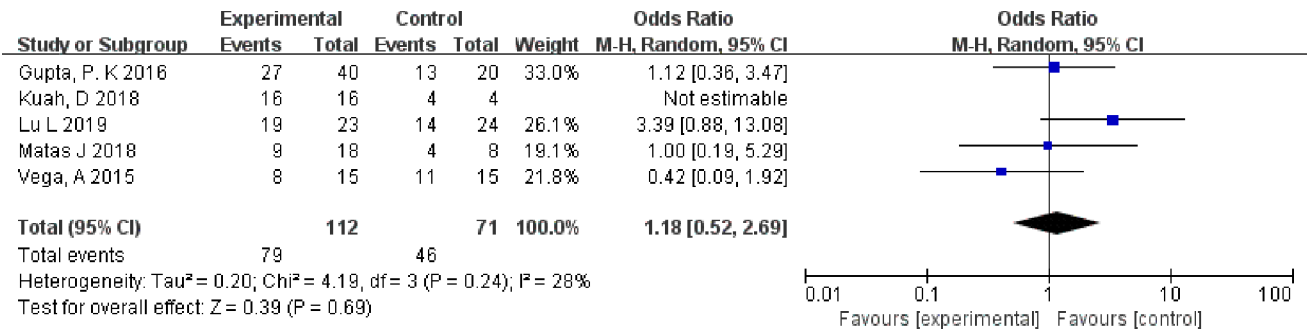 Experimental Control Odds Ratio Odds Ratio
Study or Subgroup Events Total Events Total Weight M-H, Random, 95% CI M-H, Random, 95% CI
Gupta, P. K 2016 27 40 13 20 33.0% 1.12 [0.36, 3.47]
Kuah, D 2018 16 16 4 4 Not estimable
Lu L 2019 19 23 14 24 26.1% 3.39 [0.88, 13.08]
Matas J 2018 9 18 4 8 19.1% 1.00 [0.19, 5.29]
Vega, A 2015 8 15 11 15 21.8% 0.42 [0.09, 1.92]
Total (95% CI) 112 71 100.0% 1.18 [0.52, 2.69]
Total events 79 46
Heterogeneity: Tau² = 0.20; Chi² = 4.19, df = 3 (P = 0.24); I² = 28%
Test for overall effect: Z = 0.39 (P = 0.69)
0.01 0.1 1 10 100
Favours [experimental] Favours [control]